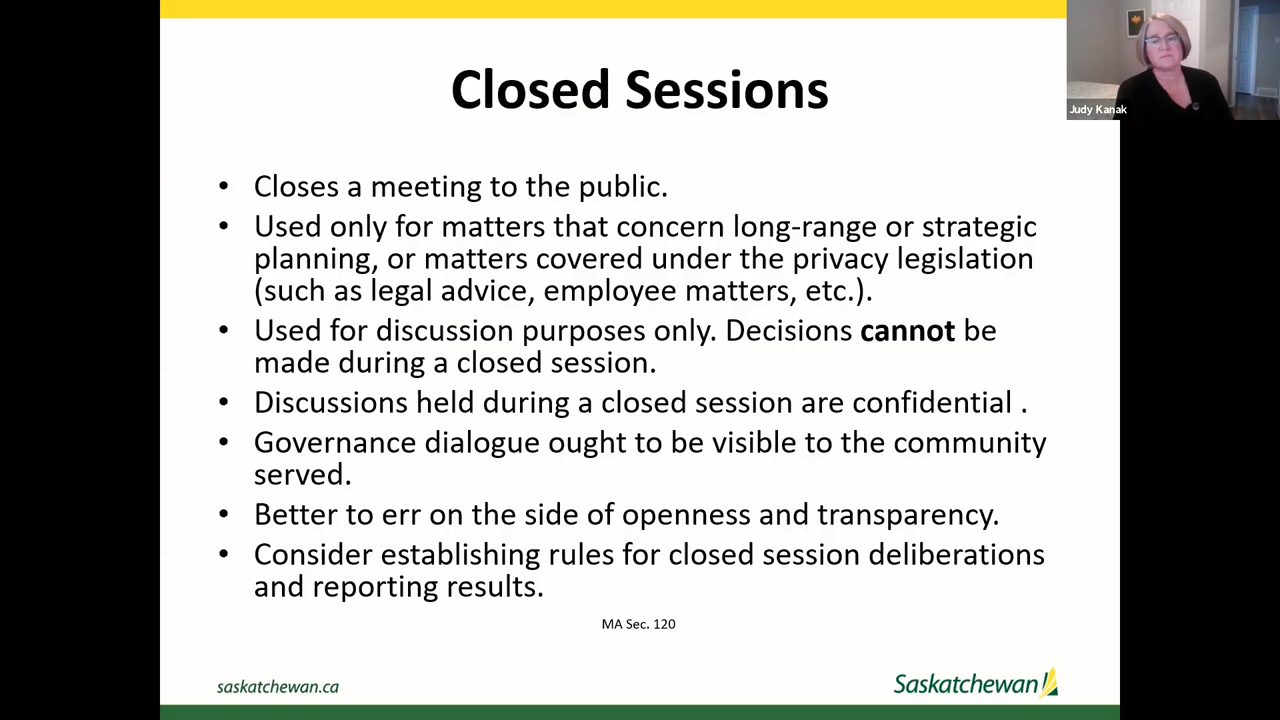 Closed Sessions
Judy Kanak
• Closes a meeting to the public.
• Used only for matters that concern long-range or strategic
planning, or matters covered under the privacy legislation
(such as legal advice, employee matters, etc.).
• Used for discussion purposes only. Decisions cannot be
made during a closed session.
• Discussions held during a closed session are confidential .
• Governance dialogue ought to be visible to the community
served.
• Better to err on the side of openness and transparency.
• Consider establishing rules for closed session deliberations
and reporting results.
MA Sec. 120
saskatchewan.ca
Saskatchewan